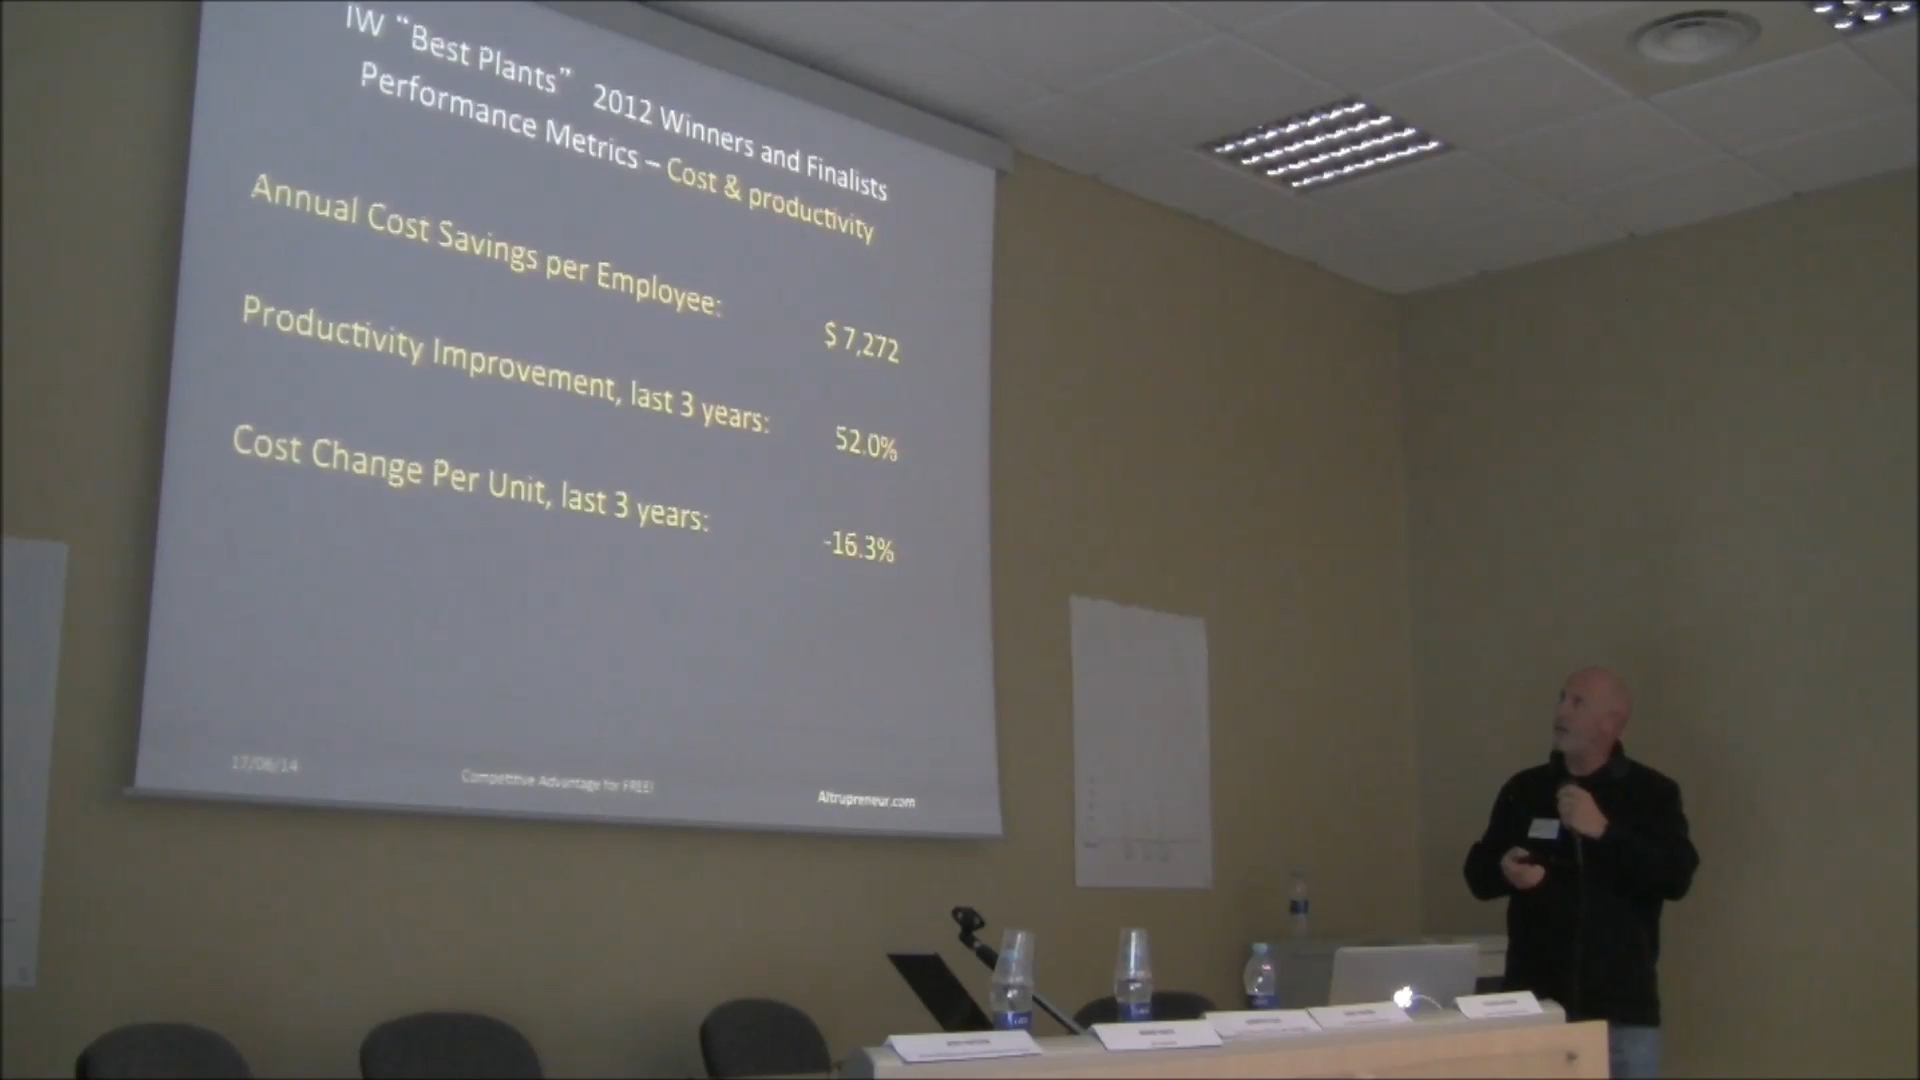 IW “Best Plants” 2012 Winners and Finalists
Performance Metrics – Cost & productivity
Annual Cost Savings per Employee:
$ 7,272
Productivity Improvement, last 3 years:
52.0%
Cost Change Per Unit, last 3 years:
-16.3%
17/06/14
Competitive Advantage for FREE!
Altrupreneur.com